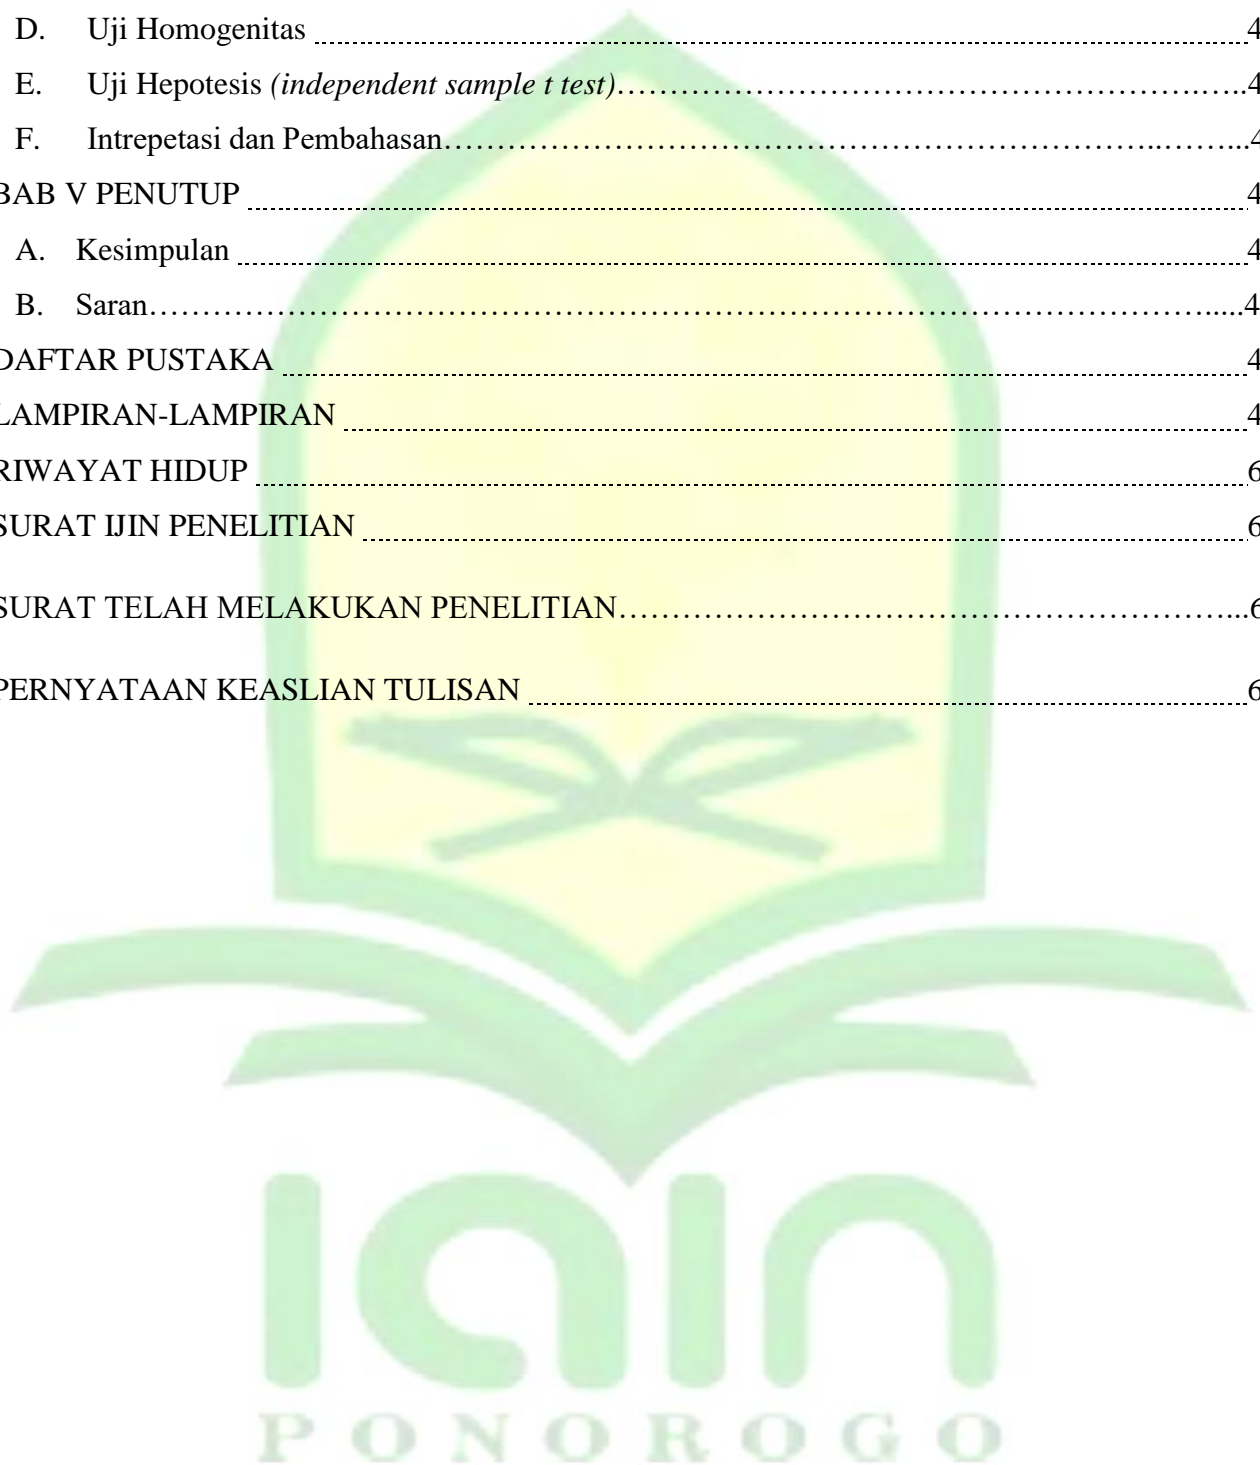 D. Uji Homogenitas ........ 4
E. Uji Hepotesis (independent sample t test)…………………………………………………….…..4
F. Intrepetasi dan Pembahasan…………………………………………………………..……...4
BAB V PENUTUP ........ 4
A. Kesimpulan ........ 4
B. Saran…………………………………………………………………………………….....4
DAFTAR PUSTAKA ........ 4
LAMPIRAN-LAMPIRAN ........ 4
RIWAYAT HIDUP ........ 6
SURAT IJIN PENELITIAN ........ 6
SURAT TELAH MELAKUKAN PENELITIAN…………………………………………………...6
PERNYATAAN KEASLIAN TULISAN ........ 6
iain
PONOROGO